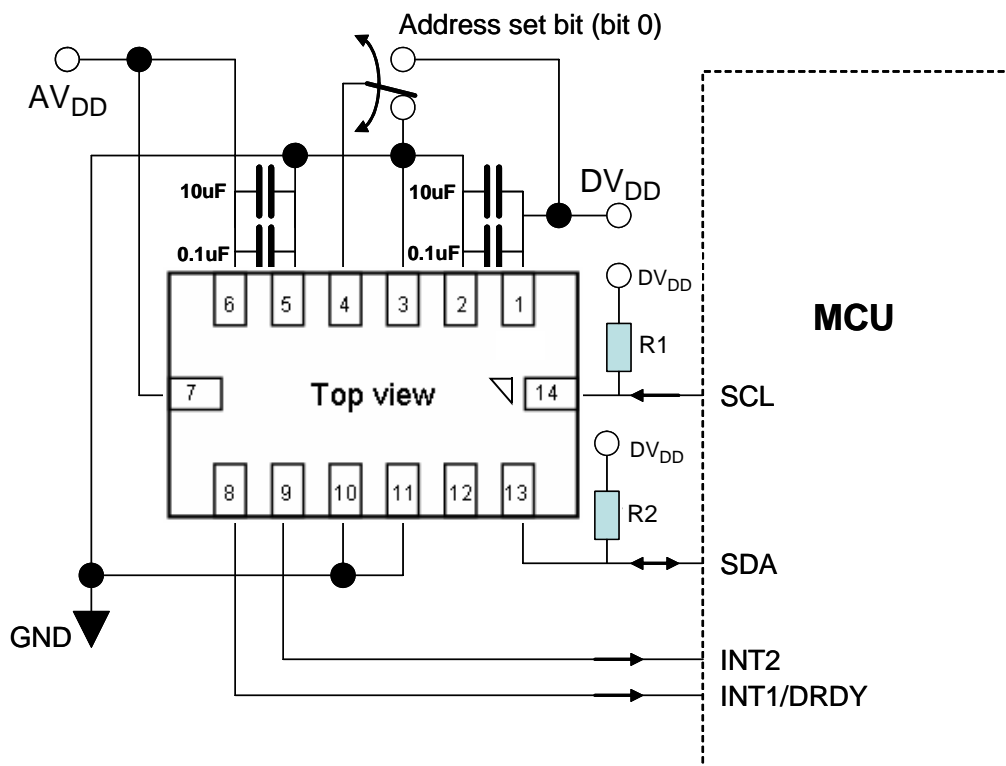 Address set bit (bit 0)
AVDD
10uF
10uF
DVDD
0.1uF
0.1uF
6 5 4 3 2 1
DVDD
R1
MCU
7
Top view
14
SCL
DVDD
8 9 10 11 12 13
R2
SDA
GND
INT2
INT1/DRDY